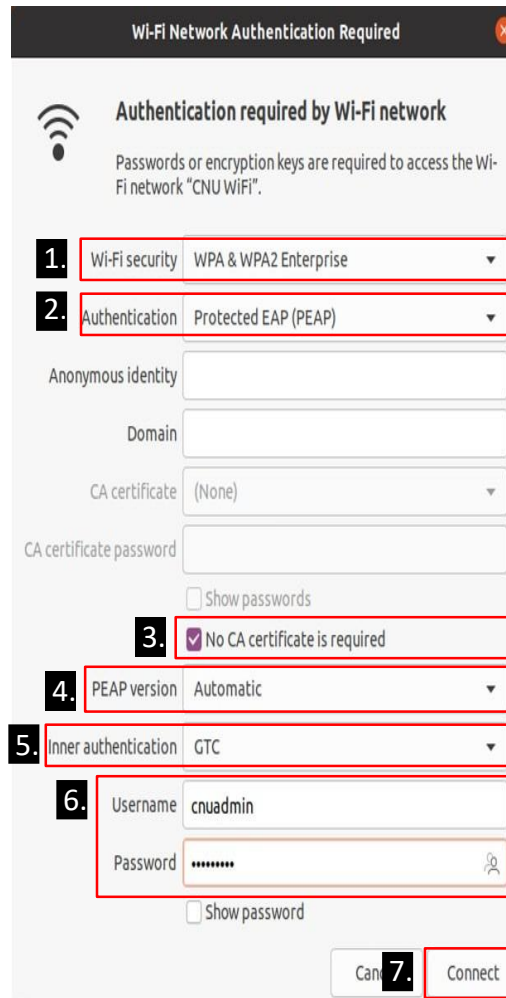 Wi-Fi Network Authentication Required
Authentication required by Wi-Fi network
Passwords or encryption keys are required to access the Wi-
Fi network “CNU WiFi”.
1. Wi-Fi security WPA & WPA2 Enterprise
2. Authentication Protected EAP (PEAP)
Anonymous identity
Domain
CA certificate (None)
CA certificate password
Show passwords
3. No CA certificate is required
4. PEAP version Automatic
5. Inner authentication GTC
6. Username cnuadmin
Password •••••••••
Show password
7. Connect